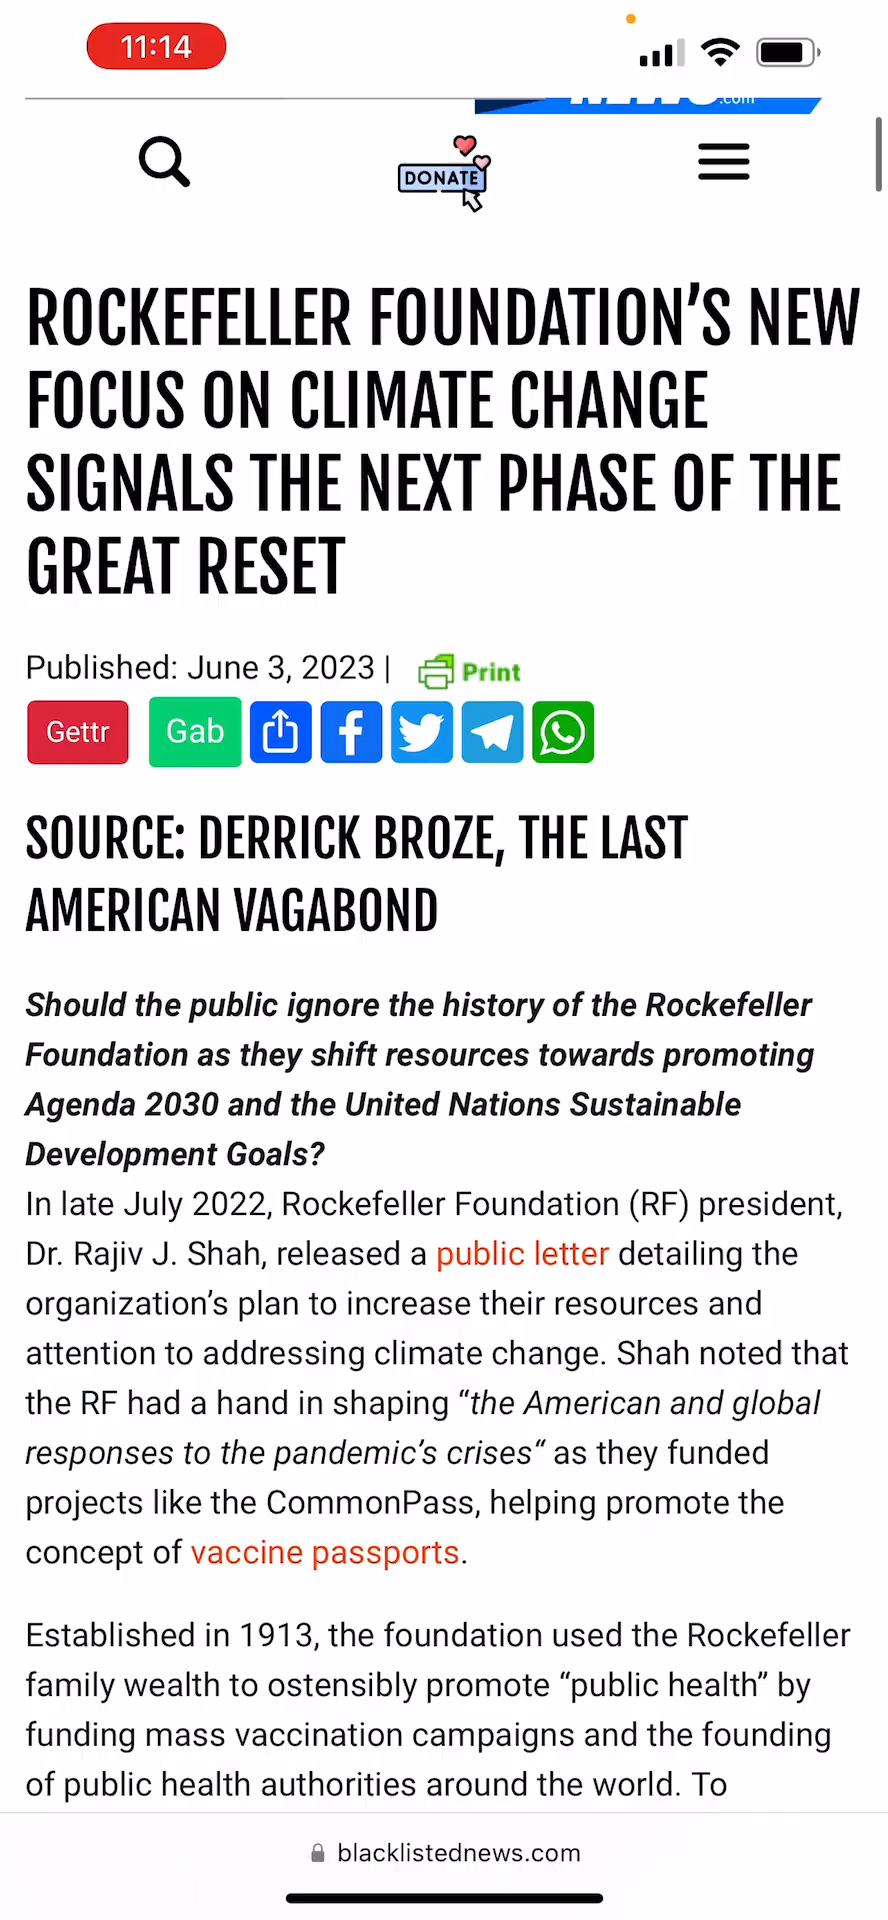 11:14
.com
DONATE
ROCKEFELLER FOUNDATION’S NEW
FOCUS ON CLIMATE CHANGE
SIGNALS THE NEXT PHASE OF THE
GREAT RESET
Published: June 3, 2023 | Print
Gettr Gab
SOURCE: DERRICK BROZE, THE LAST
AMERICAN VAGABOND
Should the public ignore the history of the Rockefeller
Foundation as they shift resources towards promoting
Agenda 2030 and the United Nations Sustainable
Development Goals?
In late July 2022, Rockefeller Foundation (RF) president,
Dr. Rajiv J. Shah, released a public letter detailing the
organization’s plan to increase their resources and
attention to addressing climate change. Shah noted that
the RF had a hand in shaping “the American and global
responses to the pandemic’s crises“ as they funded
projects like the CommonPass, helping promote the
concept of vaccine passports.
Established in 1913, the foundation used the Rockefeller
family wealth to ostensibly promote “public health” by
funding mass vaccination campaigns and the founding
of public health authorities around the world. To
blacklistednews.com